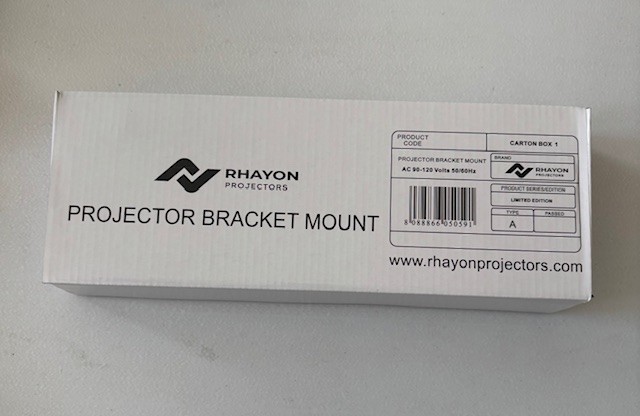 RHAYON
PROJECTORS
PROJECTOR BRACKET MOUNT
PRODUCT
CODE
CARTON BOX 1
PROJECTOR BRACKET MOUNT
AC 90-120 Volts 50/60Hz
8 088866 050591
BRAND
RHAYON
PROJECTORS
PRODUCT SERIES/EDITION
LIMITED EDITION
TYPE
PASSED
A
www.rhayonprojectors.com